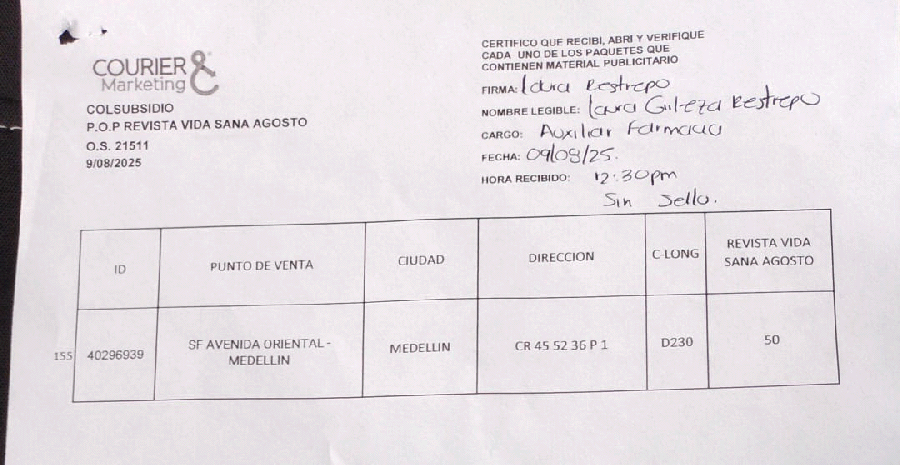 COURIER &
Marketing
COLSUBSIDIO
P.O.P REVISTA VIDA SANA AGOSTO
O.S. 21511
9/08/2025
CERTIFICO QUE RECIBI, ABRI Y VERIFIQUE
CADA UNO DE LOS PAQUETES QUE
CONTIENEN MATERIAL PUBLICITARIO
FIRMA: Laura Restrepo
NOMBRE LEGIBLE: Laura Restrepo
CARGO: Auxiliar Farmacia
FECHA: 09/08/25.
HORA RECIBIDO: 12:30pm
Sin Sello.
ID PUNTO DE VENTA CIUDAD DIRECCION C-LONG REVISTA VIDA SANA AGOSTO
155 40296939 SF AVENIDA ORIENTAL - MEDELLIN MEDELLIN CR 45 52 36 P 1 D230 50